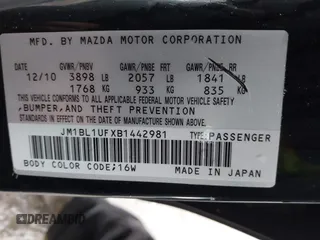 MFD. BY MAZDA MOTOR CORPORATION
GVWR/PNBV GAWR/PNBE FRT GAWR/PNBE RR
12/10 3898 LB 2057 LB 1841 LB
1768 KG 933 KG 835 KG
THIS VEHICLE CONFORMS TO ALL APPLICABLE
FEDERAL MOTOR VEHICLE SAFETY
BUMPER, AND THEFT PREVENTION
STANDARDS IN EFFECT ON THE DATE OF
MANUFACTURE SHOWN ABOVE.
JM1BL1UFXB1442981 TYPE:PASSENGER
BODY COLOR CODE;16W MADE IN JAPAN
DREAMBID